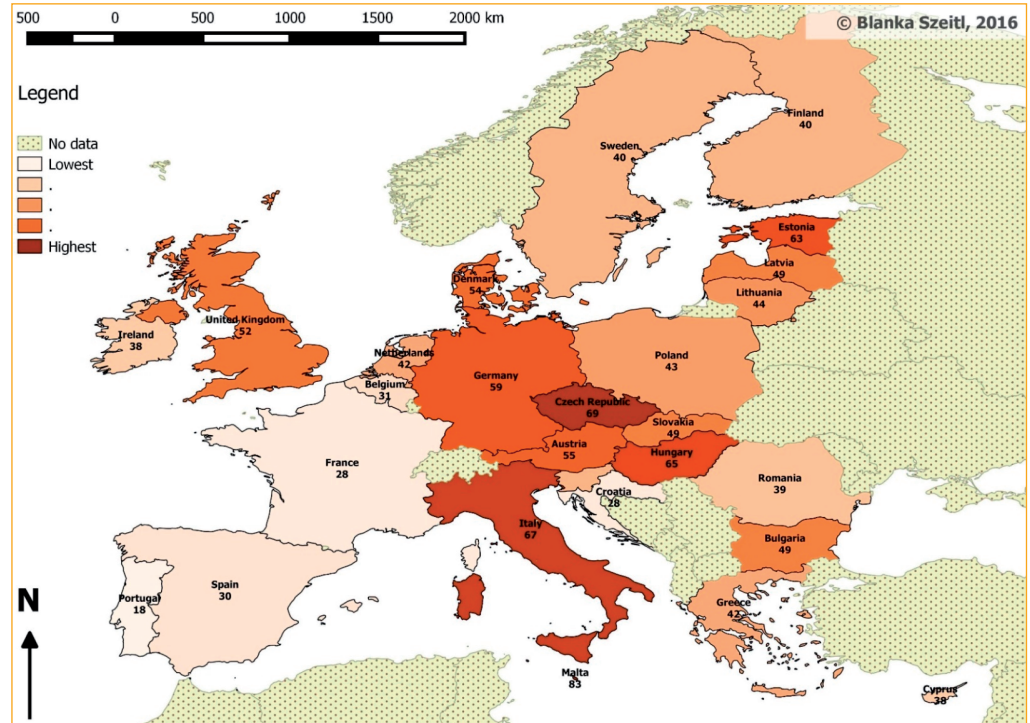 500 0 500 1000 1500 2000 km
© Blanka Szeitl, 2016
Legend
No data
Lowest
.
.
.
Highest
Finland
40
Sweden
40
Estonia
63
Latvia
49
Lithuania
44
Denmark
54
United Kingdom
52
Ireland
38
Netherlands
42
Belgium
31
Germany
59
Poland
43
Czech Republic
69
Slovakia
49
Austria
55
Hungary
65
France
28
Croatia
28
Romania
39
Italy
67
Bulgaria
49
Spain
30
Portugal
18
Greece
42
Malta
83
Cyprus
38
N